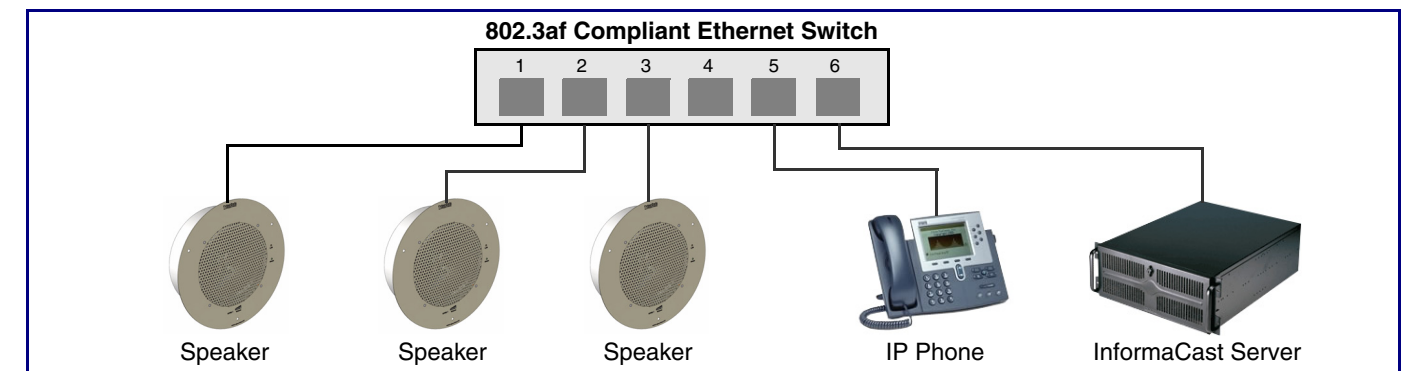 802.3af Compliant Ethernet Switch
1 2 3 4 5 6
Speaker Speaker Speaker IP Phone InformaCast Server